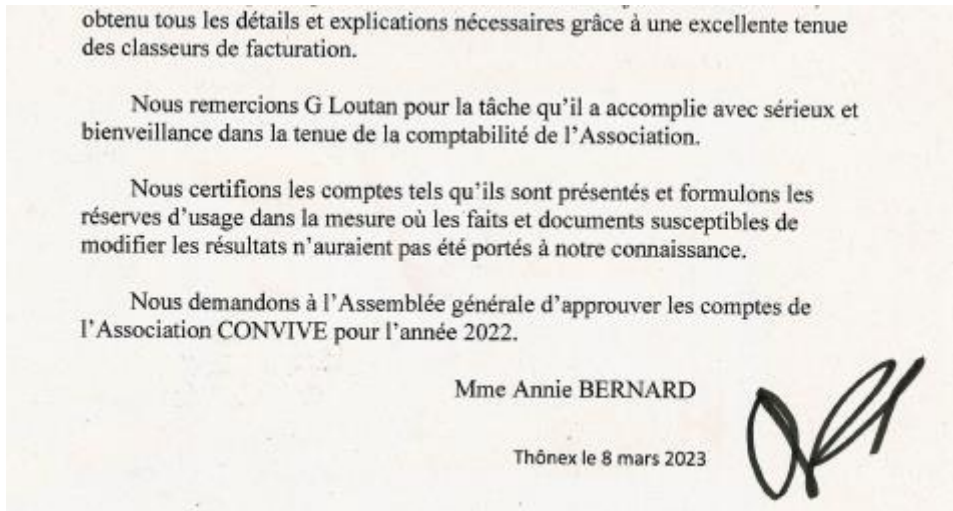 obtenu tous les détails et explications nécessaires grâce à une excellente tenue
des classeurs de facturation.
Nous remercions G Loutan pour la tâche qu'il a accomplie avec sérieux et
bienveillance dans la tenue de la comptabilité de l'Association.
Nous certifions les comptes tels qu'ils sont présentés et formulons les
réserves d'usage dans la mesure où les faits et documents susceptibles de
modifier les résultats n'auraient pas été portés à notre connaissance.
Nous demandons à l'Assemblée générale d'approuver les comptes de
l'Association CONVIVE pour l'année 2022.
Mme Annie BERNARD
Thônex le 8 mars 2023